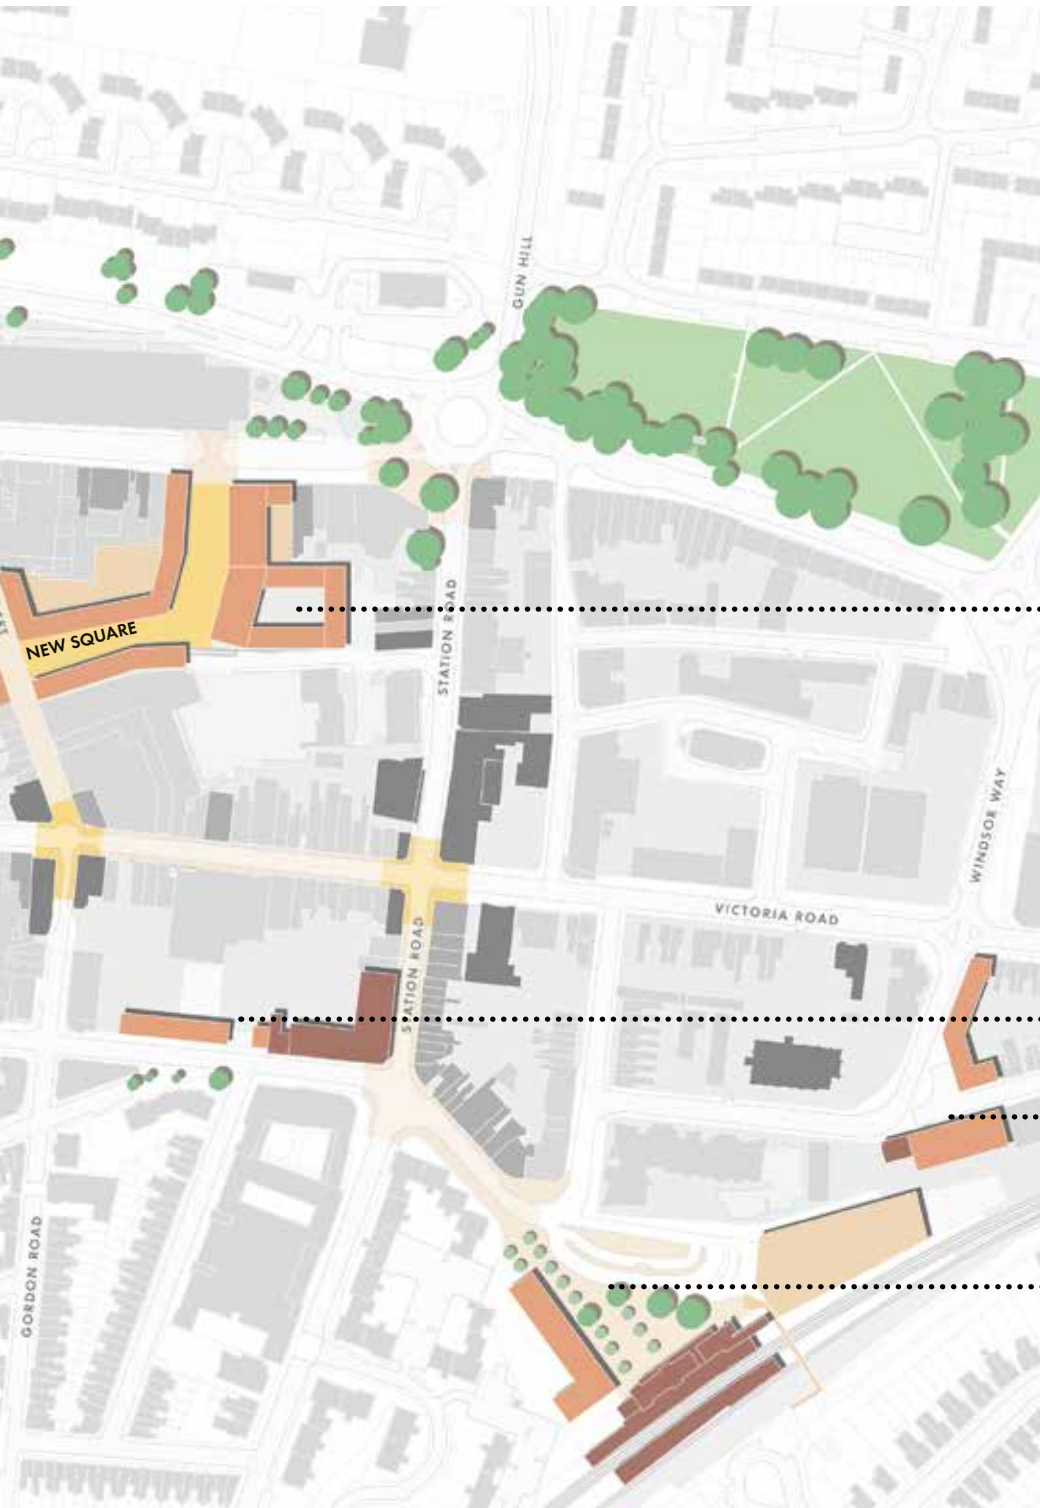 GUN HILL
NEW SQUARE
STATION ROAD
WINDSOR WAY
VICTORIA ROAD
STATION ROAD
GORDON ROAD